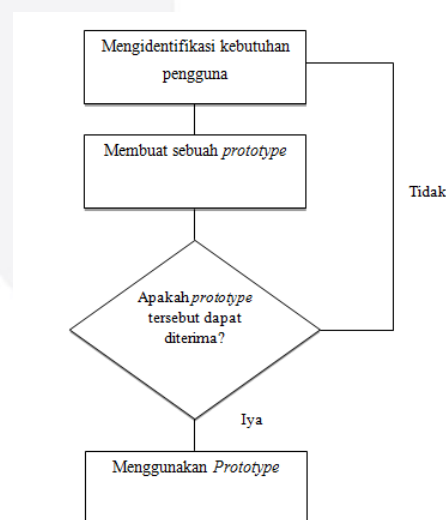 Mengidentifikasi kebutuhan
pengguna
Membuat sebuah prototype
Tidak
Apakah prototype
tersebut dapat
diterima?
Iya
Menggunakan Prototype